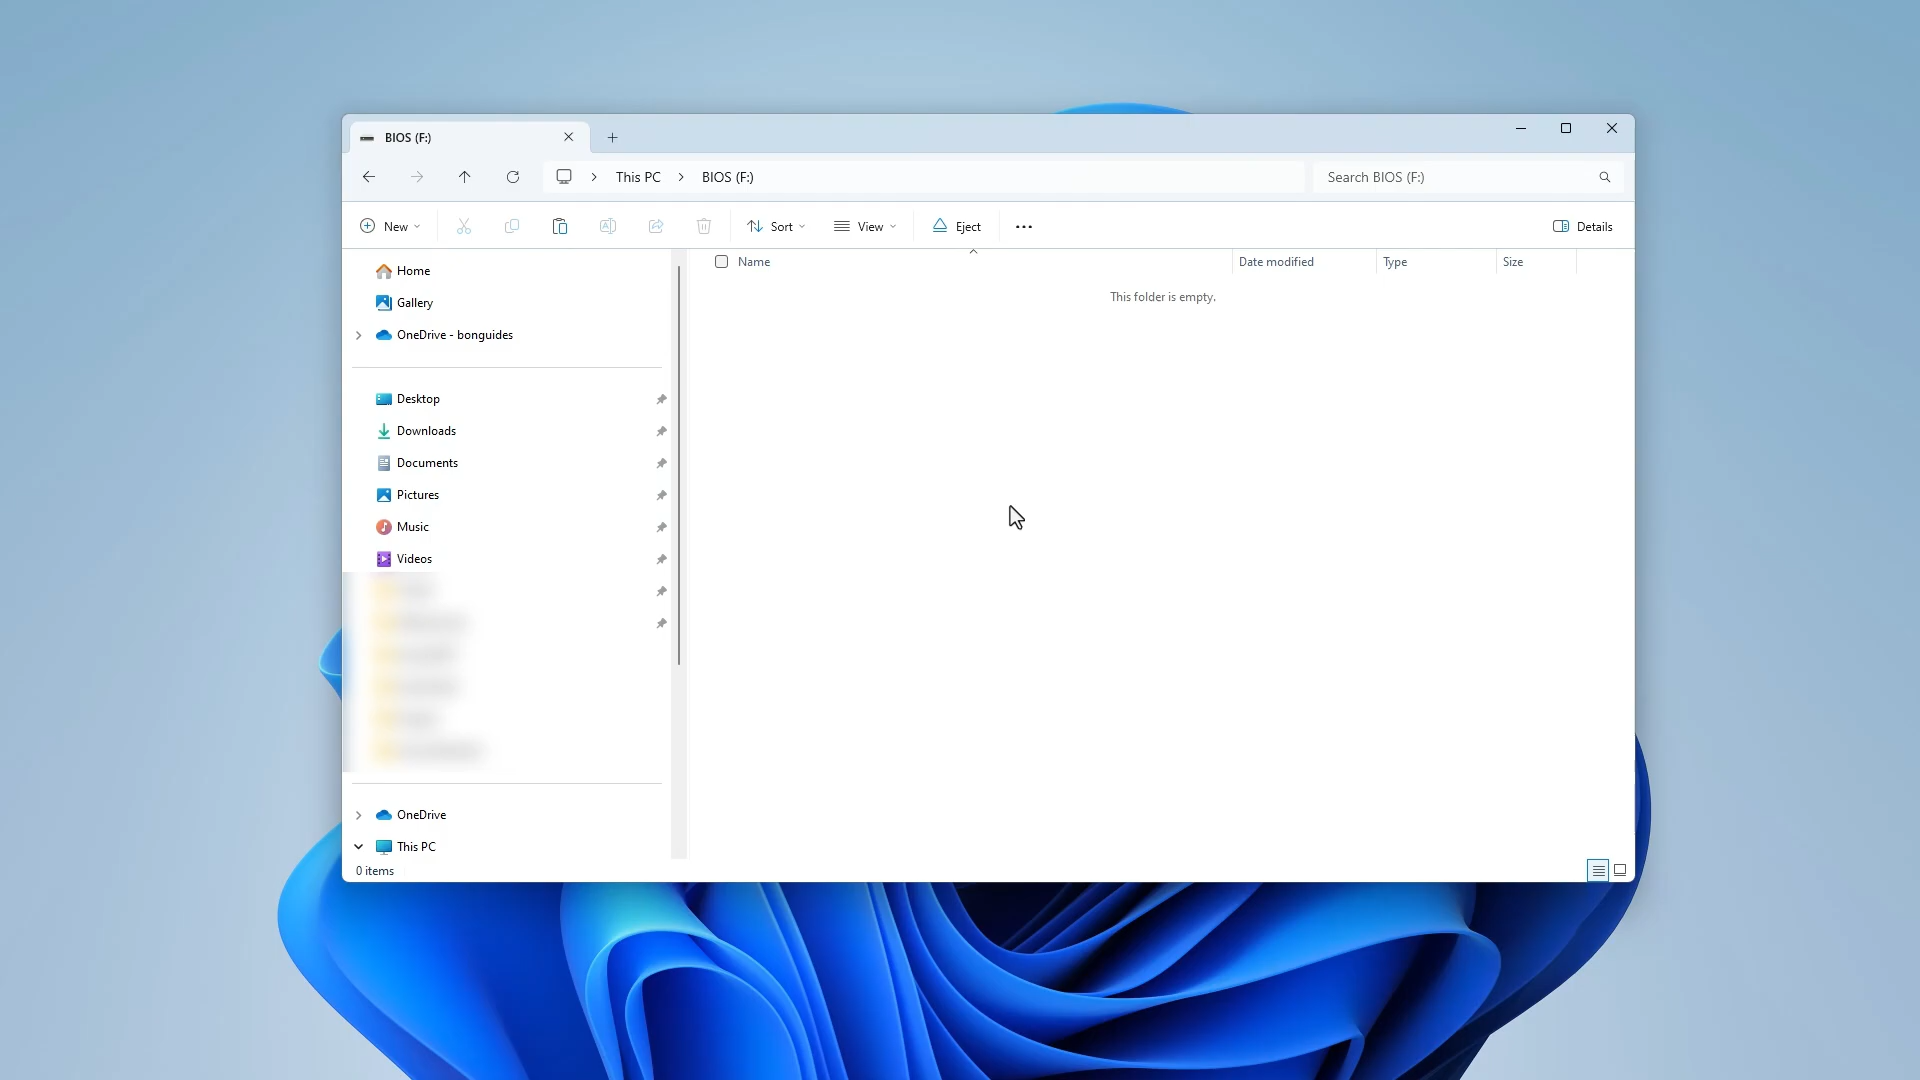 BIOS (F:)
This PC > BIOS (F:)
Search BIOS (F:)
New
Sort
View
Eject
Details
Home
Gallery
OneDrive - bonguides
Desktop
Downloads
Documents
Pictures
Music
Videos
OneDrive
This PC
Name
Date modified
Type
Size
This folder is empty.
0 items